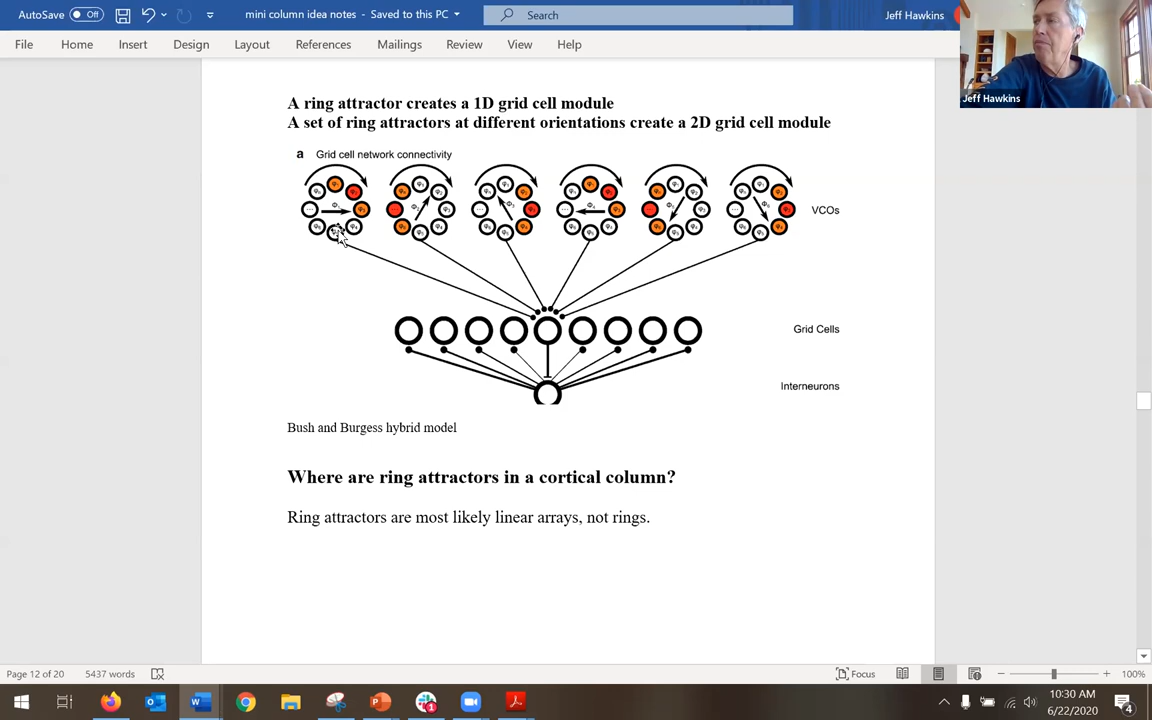 AutoSave Off mini column idea notes - Saved to this PC Search Jeff Hawkins
File Home Insert Design Layout References Mailings Review View Help
Jeff Hawkins
A ring attractor creates a 1D grid cell module
A set of ring attractors at different orientations create a 2D grid cell module
a Grid cell network connectivity
VCOs
Grid Cells
Interneurons
Bush and Burgess hybrid model
Where are ring attractors in a cortical column?
Ring attractors are most likely linear arrays, not rings.
Page 12 of 20 5437 words Focus 100%
10:30 AM
6/22/2020
4